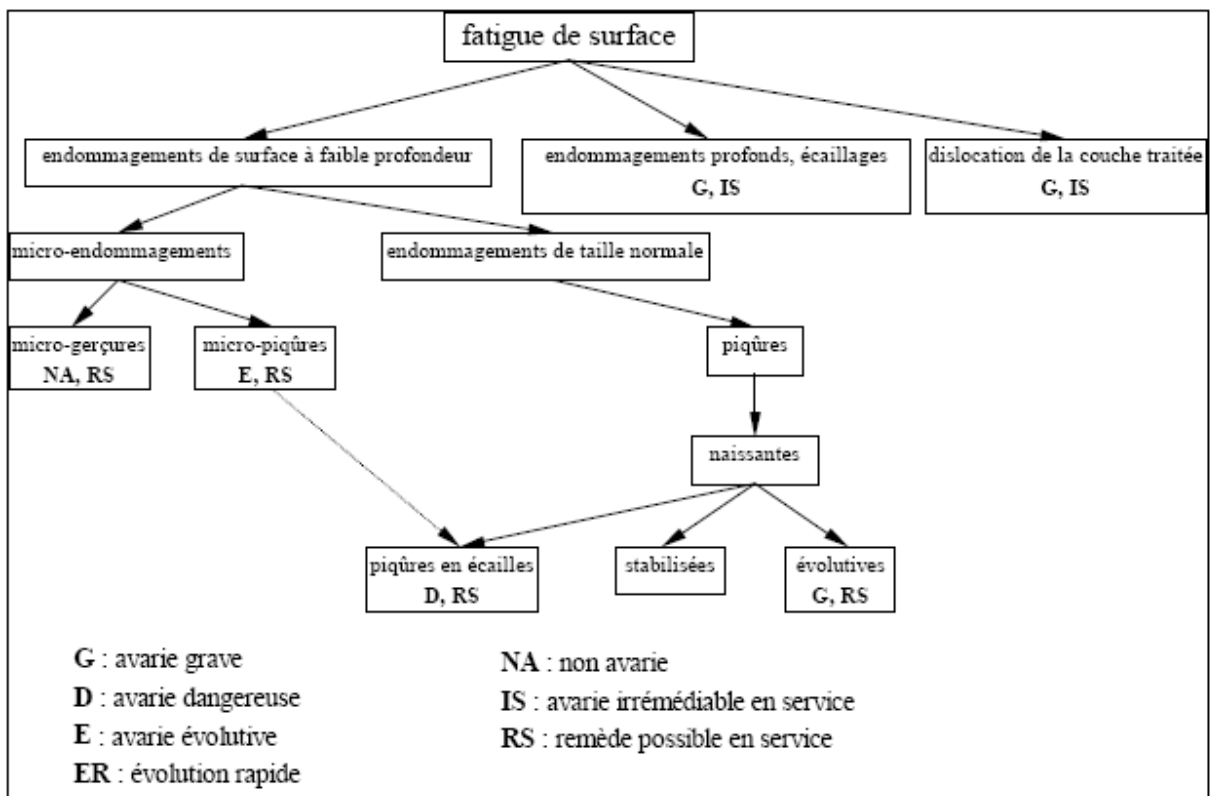 fatigue de surface
endommagements de surface à faible profondeur
endommagements profonds, écaillages
G, IS
dislocation de la couche traitée
G, IS
micro-endommagements
endommagements de taille normale
micro-gerçures
NA, RS
micro-piqûres
E, RS
piqûres
naissantes
piqûres en écailles
D, RS
stabilisées
évolutives
G, RS
G : avarie grave
D : avarie dangereuse
E : avarie évolutive
ER : évolution rapide
NA : non avarie
IS : avarie irrémédiable en service
RS : remède possible en service